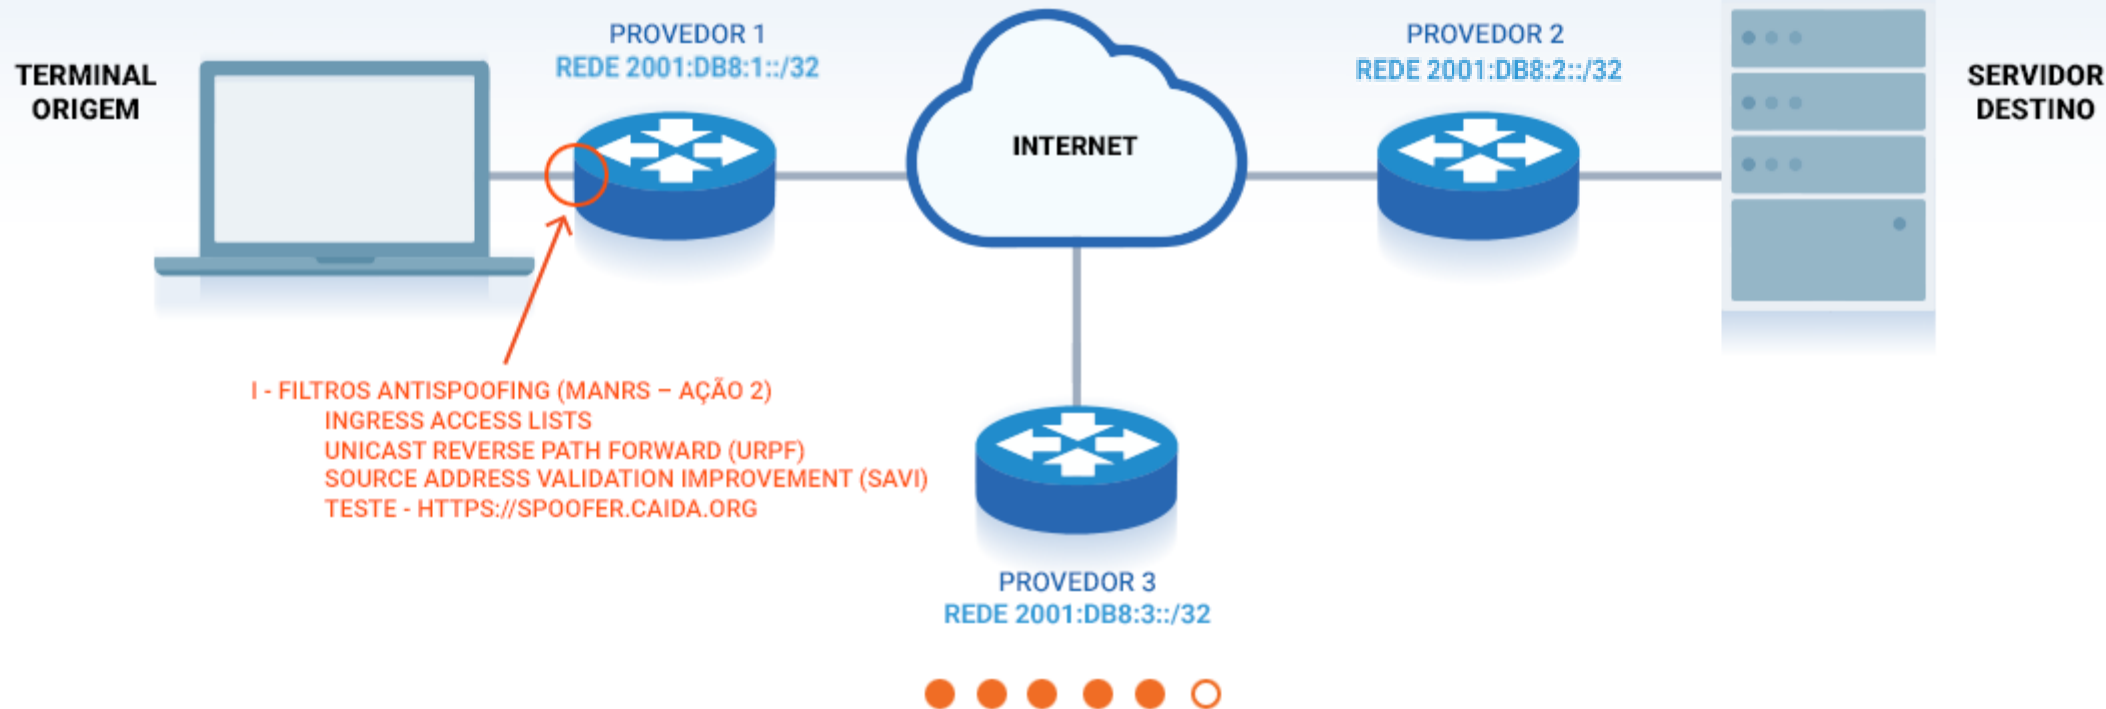 TERMINAL
ORIGEM
PROVEDOR 1
REDE 2001:DB8:1::/32
INTERNET
PROVEDOR 2
REDE 2001:DB8:2::/32
SERVIDOR
DESTINO
I - FILTROS ANTISPOOFING (MANRS – AÇÃO 2)
INGRESS ACCESS LISTS
UNICAST REVERSE PATH FORWARD (URPF)
SOURCE ADDRESS VALIDATION IMPROVEMENT (SAVI)
TESTE - HTTPS://SPOOFER.CAIDA.ORG
PROVEDOR 3
REDE 2001:DB8:3::/32